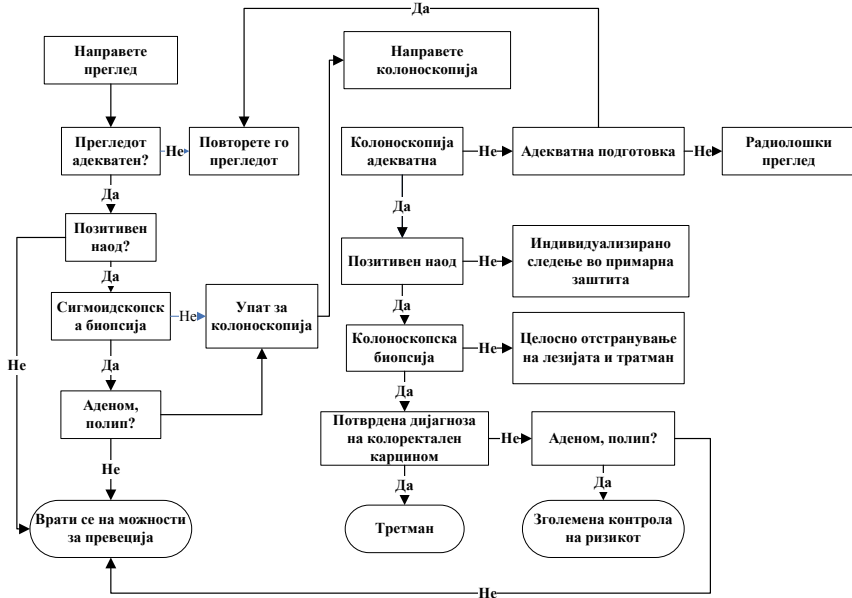 Да
Направете
преглед
Направете
колоноскопија
Прегледот
адекватен?
Не
Повторете го
прегледот
Колоноскопија
адекватна
Не
Адекватна подготовка
Не
Радиолошки
преглед
Да
Да
Позитивен
наод?
Позитивен наод
Не
Индивидуализирано
следење во примарна
заштита
Да
Да
Сигмоидскопск
а биопсија
Не
Упат за
колоноскопија
Колоноскопска
биопсија
Не
Целосно отстранување
на лезијата и тратман
Не
Да
Да
Аденом,
полип?
Потврдена дијагноза
на колоректален
карцином
Не
Аденом, полип?
Не
Да
Да
Врати се на можности
за превеција
Третман
Зголемена контрола
на ризикот
Не